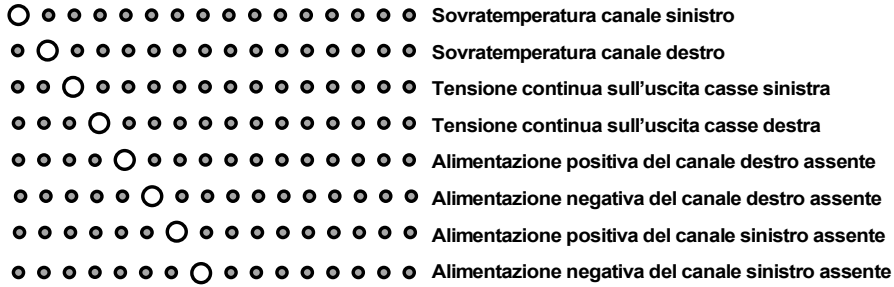 Sovratemperatura canale sinistro
Sovratemperatura canale destro
Tensione continua sull'uscita casse sinistra
Tensione continua sull'uscita casse destra
Alimentazione positiva del canale destro assente
Alimentazione negativa del canale destro assente
Alimentazione positiva del canale sinistro assente
Alimentazione negativa del canale sinistro assente